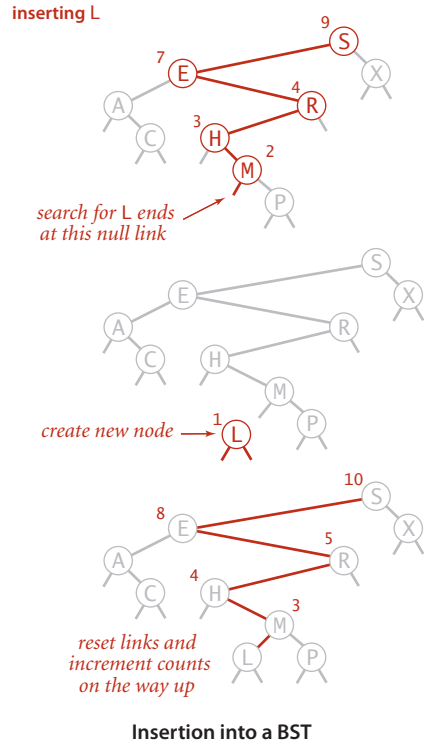 inserting L
9
S
7
E
X
A
4
R
3
C
H
2
M
P
search for L ends
at this null link
S
E
X
A
R
C
H
M
1
P
create new node
L
10
S
8
E
X
5
A
R
4
C
H
3
M
reset links and
increment counts
on the way up
L
P
Insertion into a BST